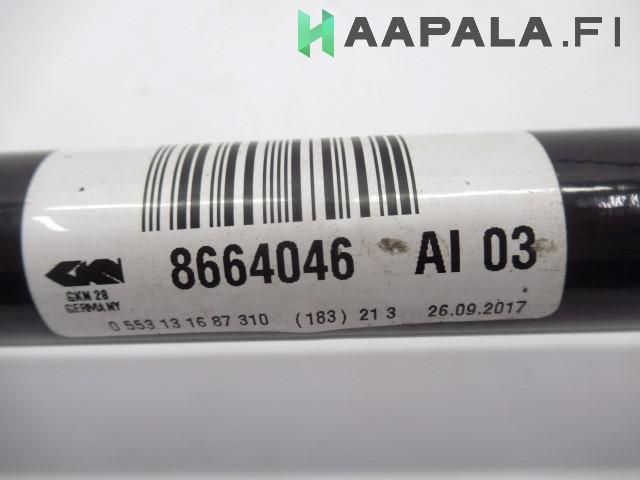 HAAPALA.FI
8664046 AI 03
GKN 28
GERMANY
0 553.13 16 87 310 (183) 21 3 26.09.2017